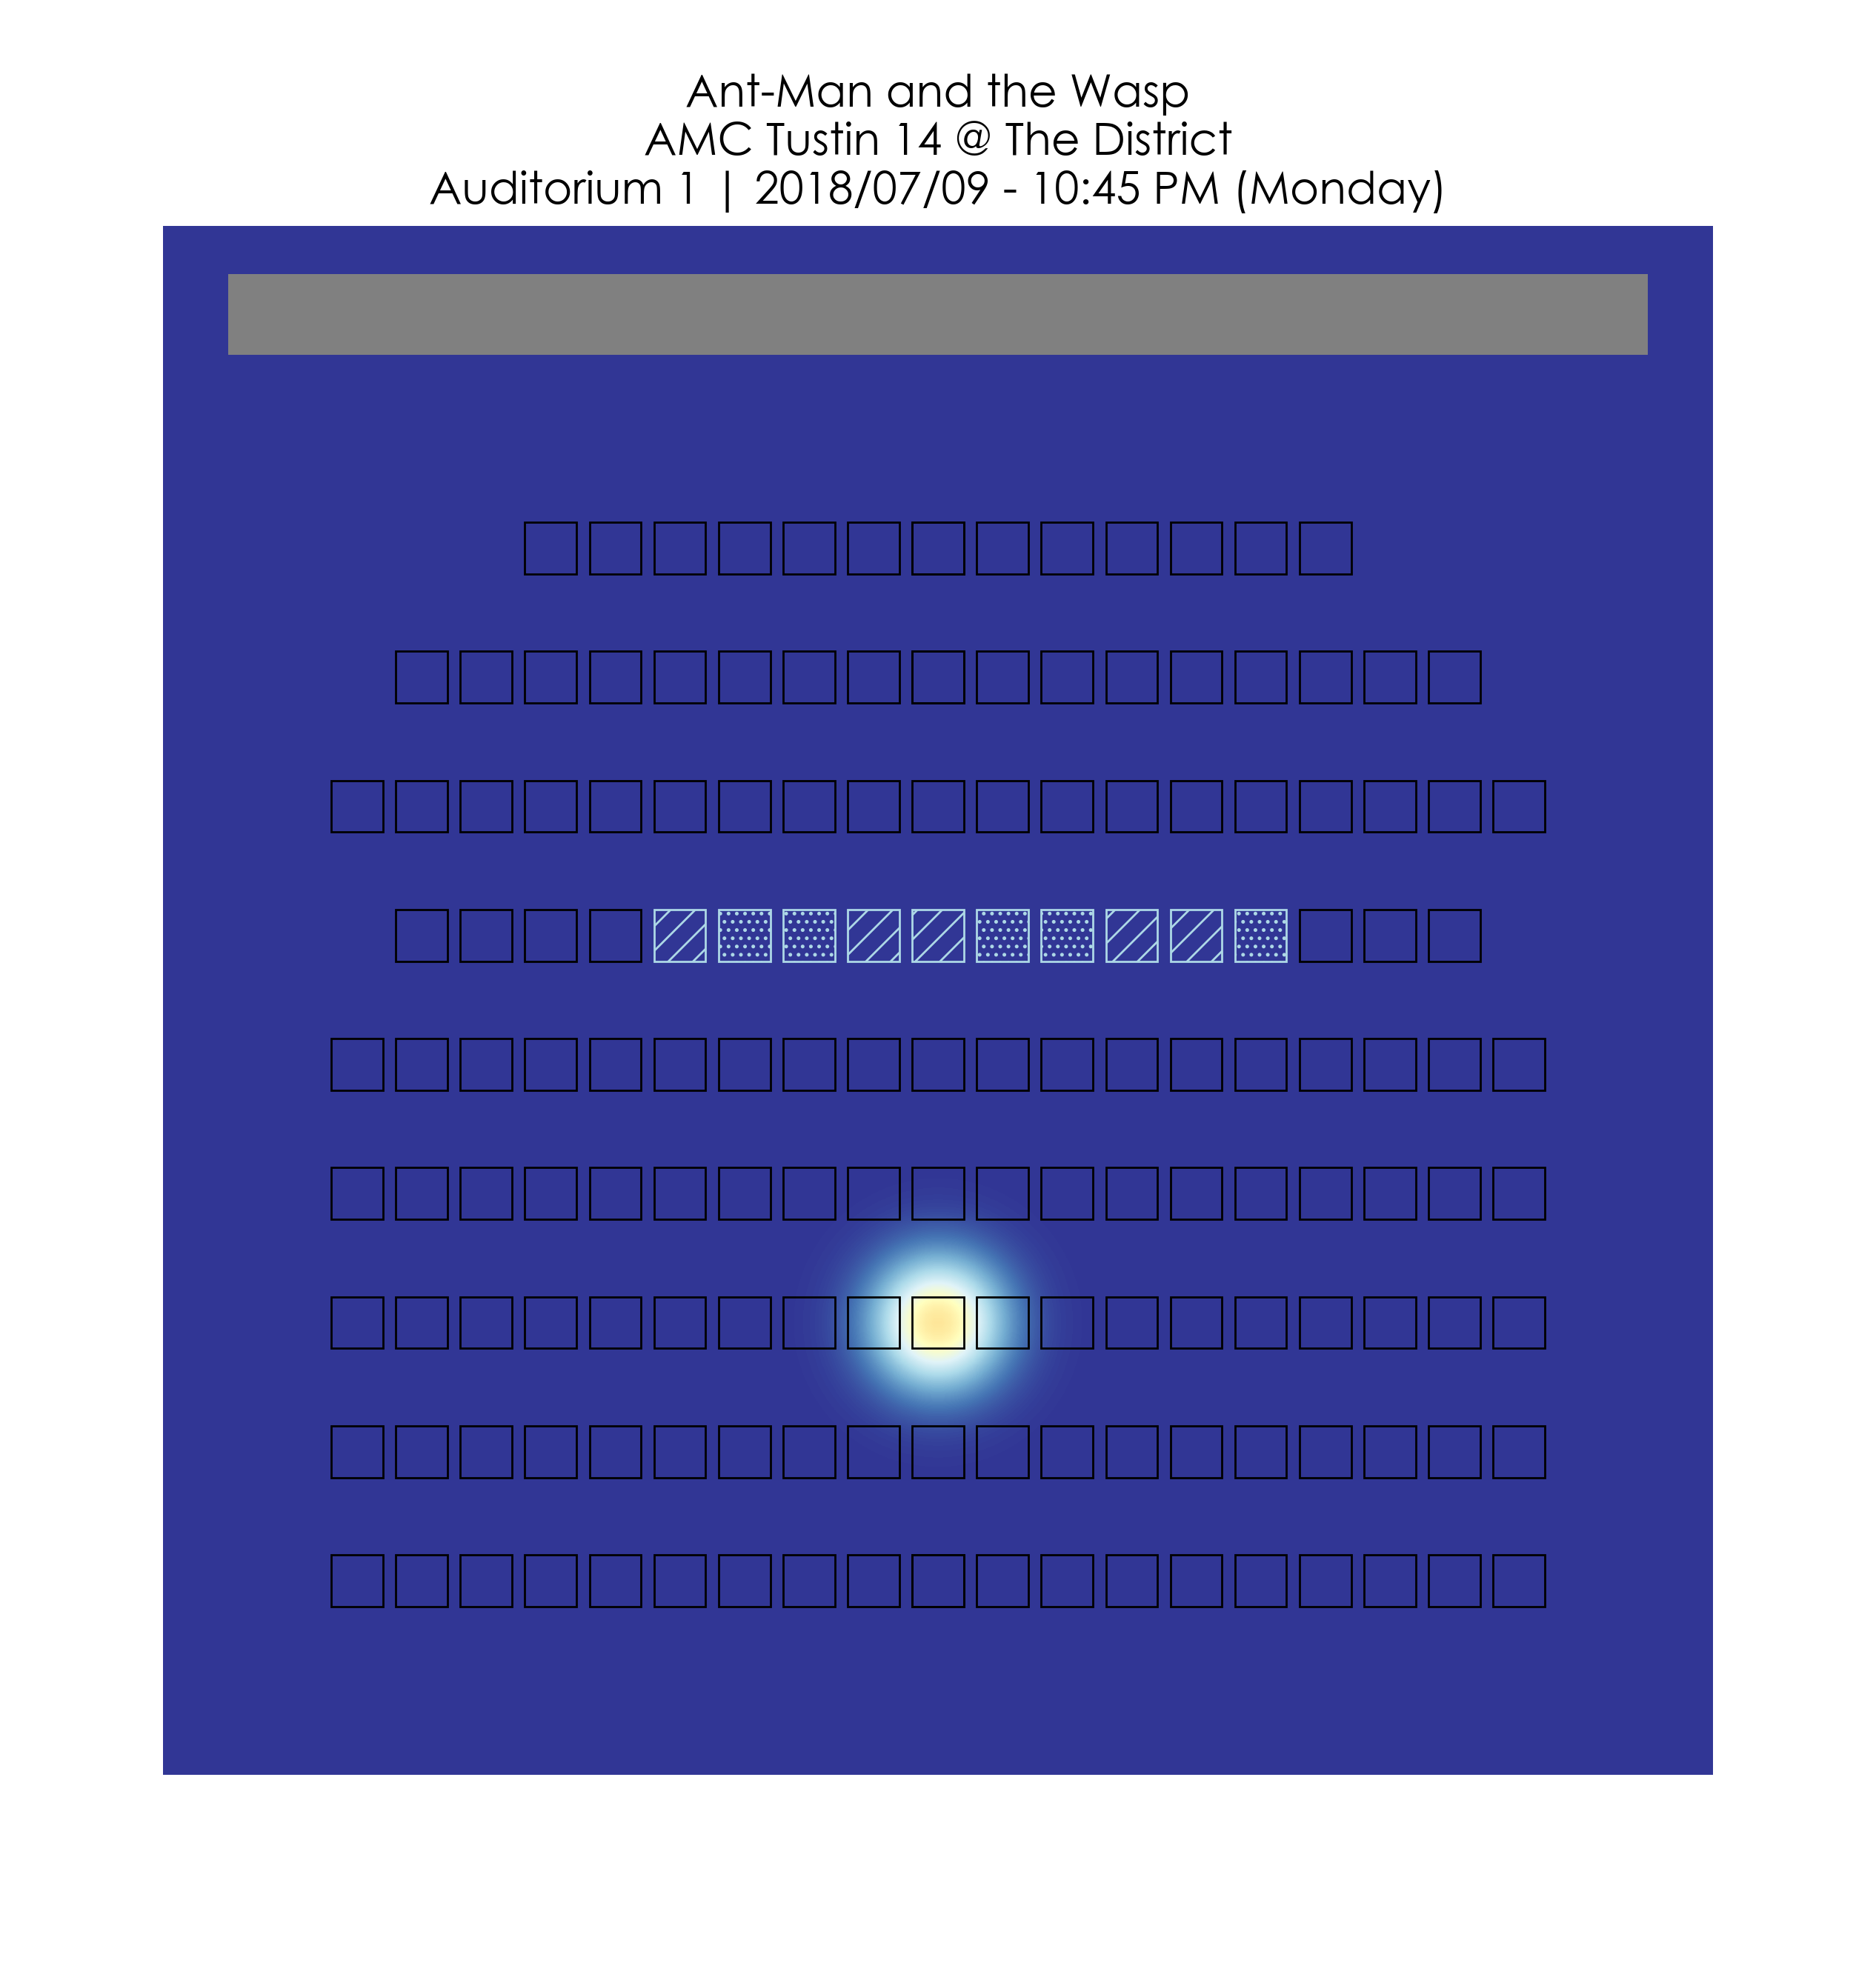 Ant-Man and the Wasp
AMC Tustin 14 @ The District
Auditorium 1 | 2018/07/09 - 10:45 PM (Monday)